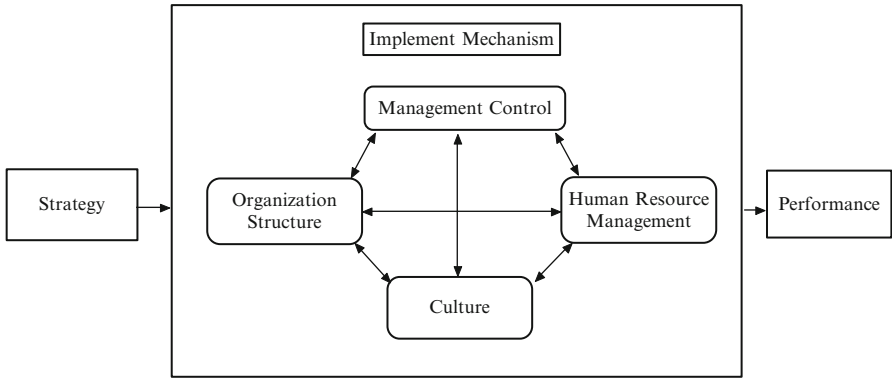 Implement Mechanism
Management Control
Strategy
Organization
Structure
Human Resource
Management
Performance
Culture